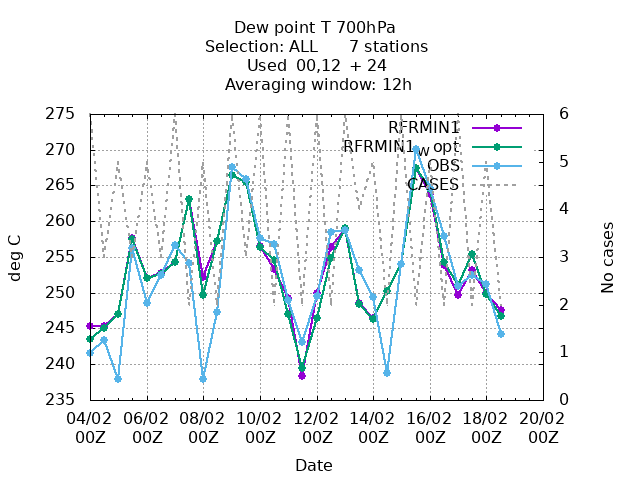 Dew point T 700hPa
Selection: ALL 7 stations
Used 00,12 + 24
Averaging window: 12h
275
270
265
260
255
250
245
240
235
deg C
6
5
4
3
2
1
0
No cases
RFRMIN1
RFRMIN1w opt
OBS
CASES
04/02 06/02 08/02 10/02 12/02 14/02 16/02 18/02 20/02
00Z 00Z 00Z 00Z 00Z 00Z 00Z 00Z 00Z
Date